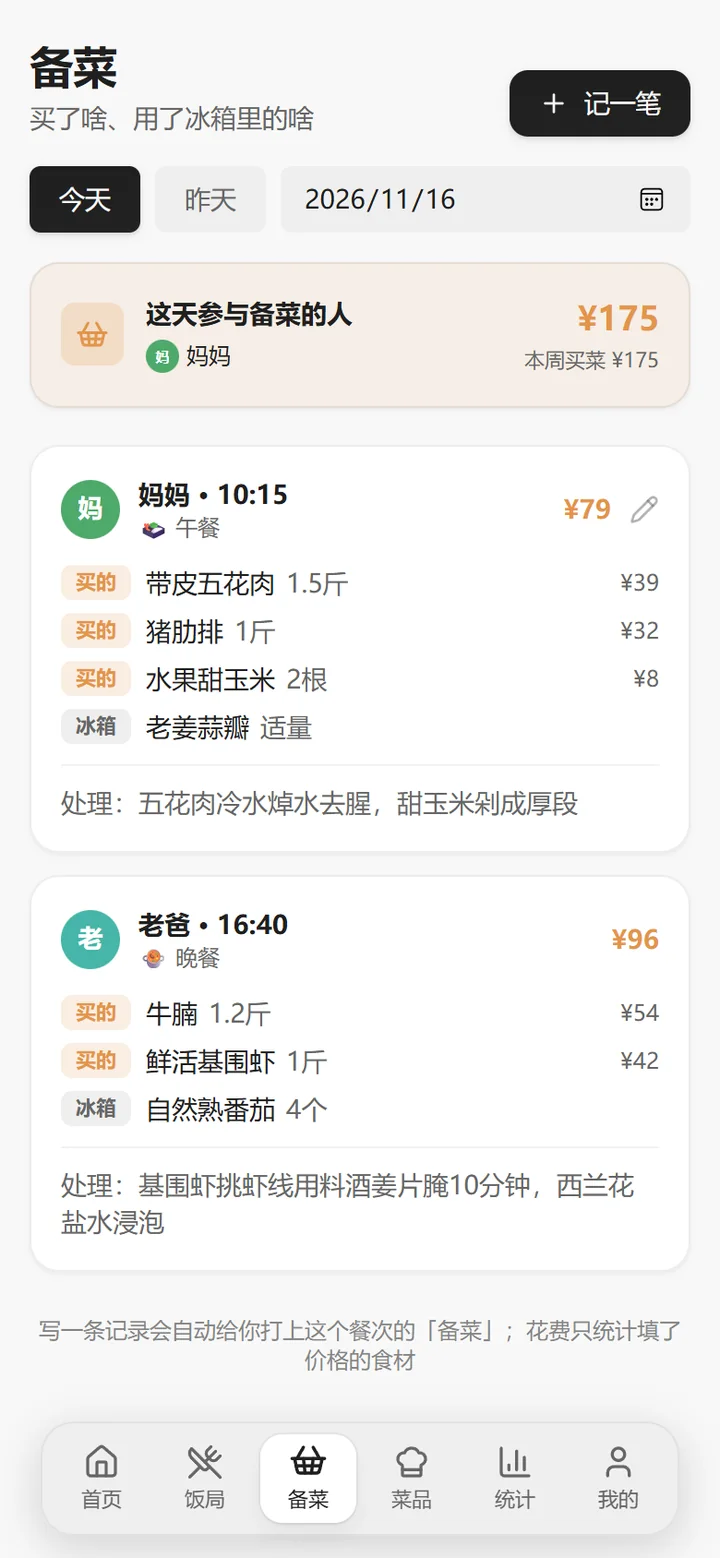 备菜
买了啥、用了冰箱里的啥
+ 记一笔
今天
昨天
2026/11/16
这天参与备菜的人
¥175
妈 妈妈
本周买菜 ¥175
妈
妈妈 • 10:15
¥79
午餐
买的 带皮五花肉 1.5斤 ¥39
买的 猪肋排 1斤 ¥32
买的 水果甜玉米 2根 ¥8
冰箱 老姜蒜瓣 适量
处理：五花肉冷水焯水去腥，甜玉米剁成厚段
老
老爸 • 16:40
¥96
晚餐
买的 牛腩 1.2斤 ¥54
买的 鲜活基围虾 1斤 ¥42
冰箱 自然熟番茄 4个
处理：基围虾挑虾线用料酒姜片腌10分钟，西兰花
盐水浸泡
写一条记录会自动给你打上这个餐次的「备菜」；花费只统计填了
价格的食材
首页
饭局
备菜
菜品
统计
我的